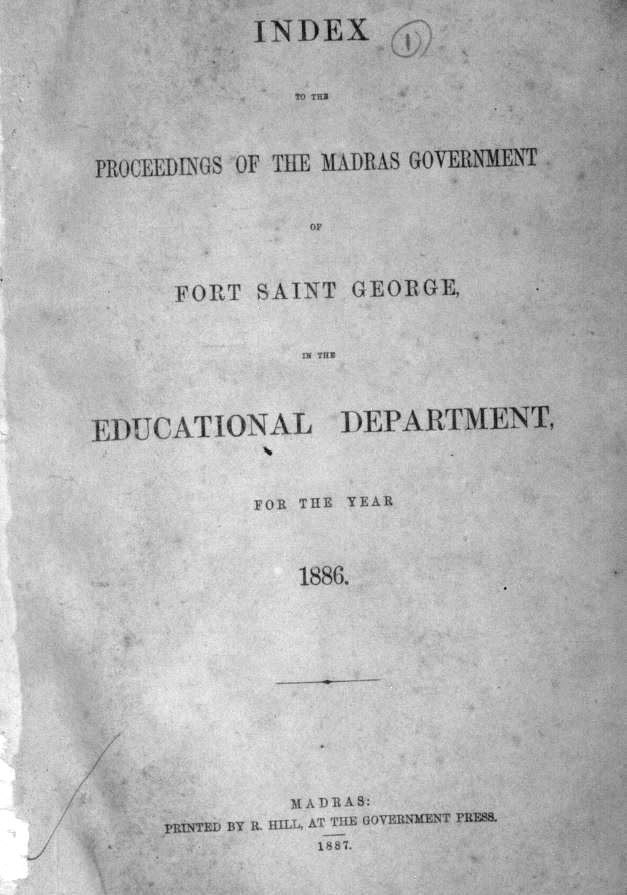 INDEX
1
TO THE
PROCEEDINGS OF THE MADRAS GOVERNMENT
OF
FORT SAINT GEORGE,
IN THE
EDUCATIONAL DEPARTMENT,
FOR THE YEAR
1886.
MADRAS:
PRINTED BY R. HILL, AT THE GOVERNMENT PRESS.
1887.